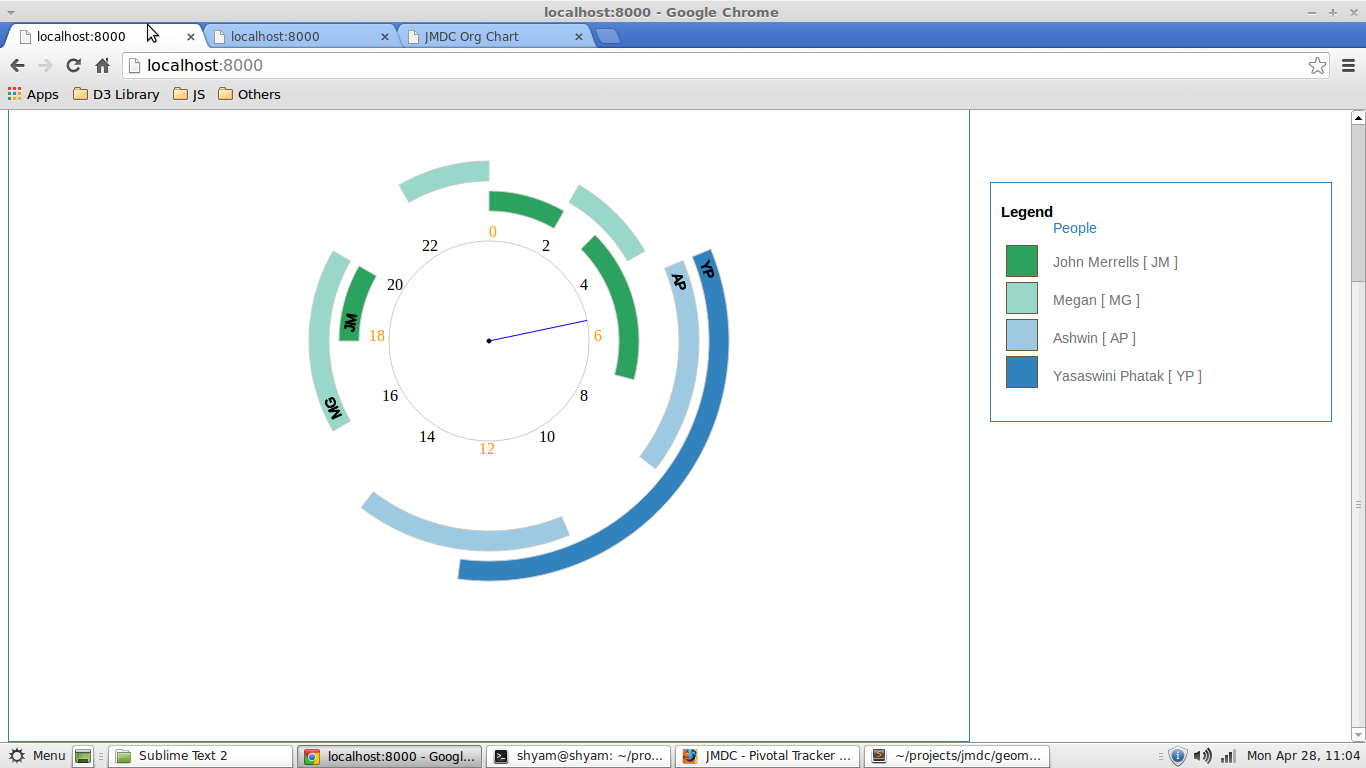 localhost:8000 - Google Chrome
localhost:8000
localhost:8000
JMDC Org Chart
localhost:8000
Apps
D3 Library
JS
Others
0
2
4
6
8
10
12
14
16
18
20
22
JM
MG
AP
YP
Legend
People
John Merrells [ JM ]
Megan [ MG ]
Ashwin [ AP ]
Yasaswini Phatak [ YP ]
Menu
Sublime Text 2
localhost:8000 - Googl...
shyam@shyam: ~/pro...
JMDC - Pivotal Tracker ...
~/projects/jmdc/geom...
Mon Apr 28, 11:04